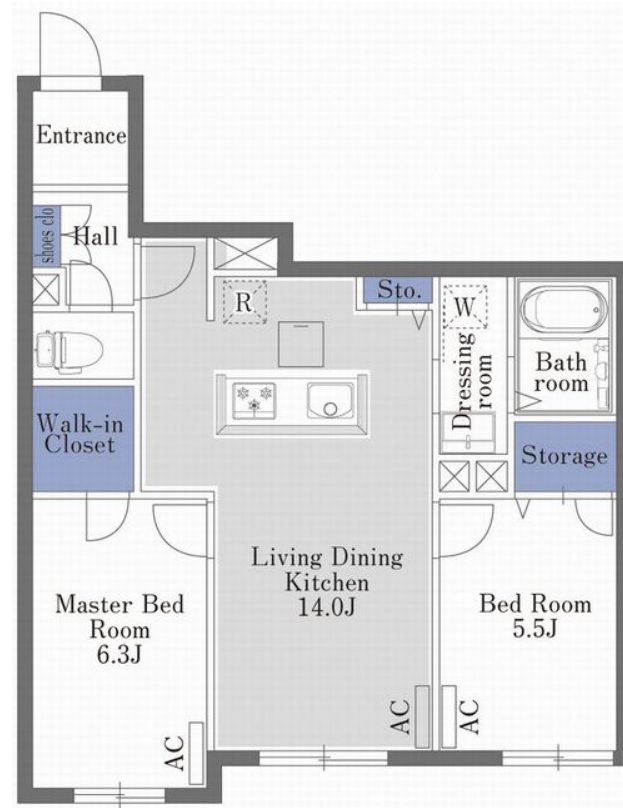 Entrance
shoes clo
Hall
R
Sto.
W
Dressing
room
Bath
room
Walk-in
Closet
Storage
Living Dining
Kitchen
14.0J
Master Bed
Room
6.3J
Bed Room
5.5J
AC
AC
AC